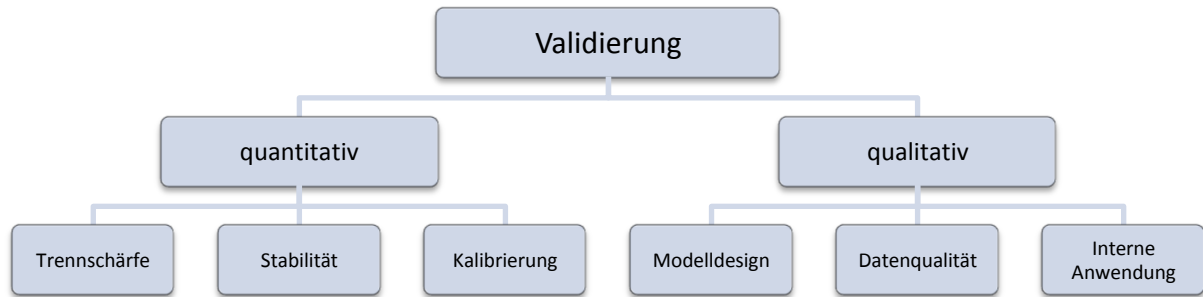 Validierung
quantitativ
qualitativ
Trennschärfe
Stabilität
Kalibrierung
Modelldesign
Datenqualität
Interne
Anwendung